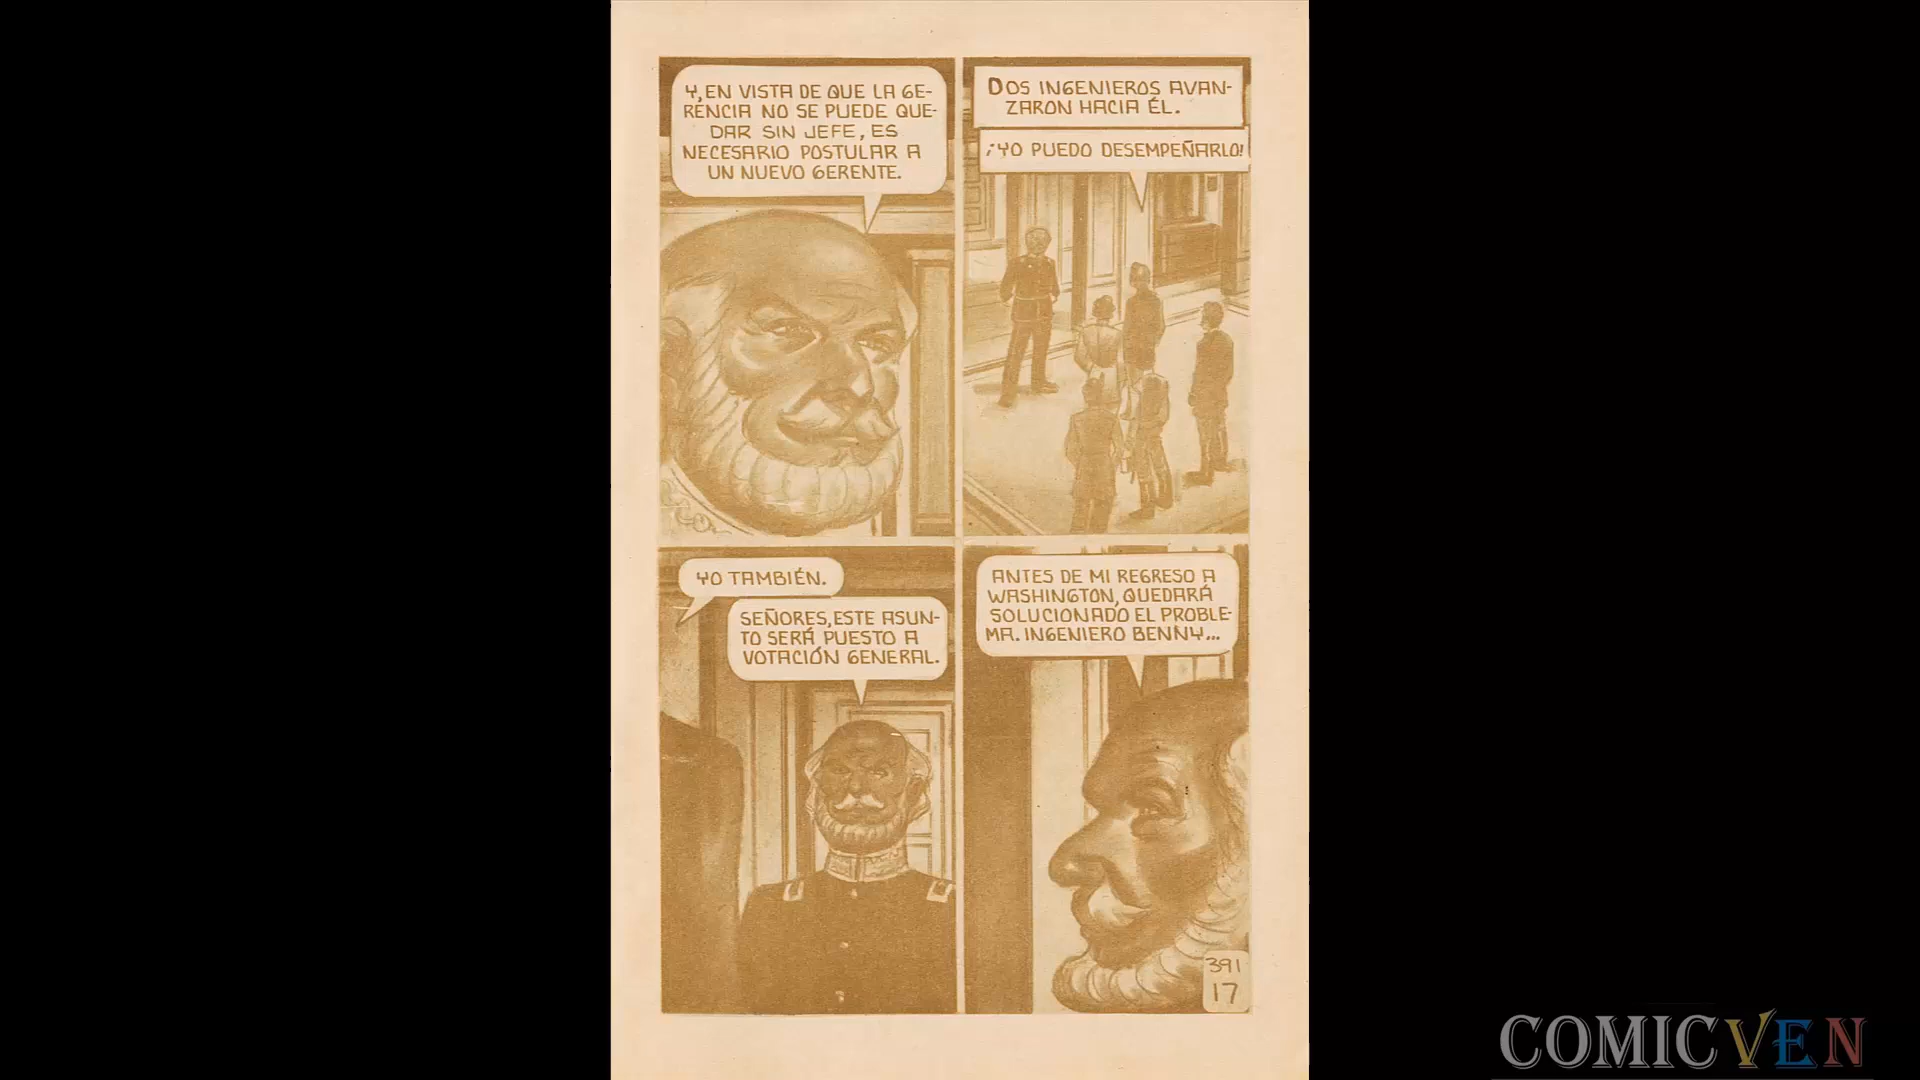 Y, EN VISTA DE QUE LA GE-
RENCIA NO SE PUEDE QUE-
DAR SIN JEFE, ES
NECESARIO POSTULAR A
UN NUEVO GERENTE.
DOS INGENIEROS AVAN-
ZARON HACIA ÉL.
¡YO PUEDO DESEMPEÑARLO!
YO TAMBIÉN.
SEÑORES, ESTE ASUN-
TO SERÁ PUESTO A
VOTACIÓN GENERAL.
ANTES DE MI REGRESO A
WASHINGTON, QUEDARÁ
SOLUCIONADO EL PROBLE-
MA. INGENIERO BENNY...
391
17
COMICVEN